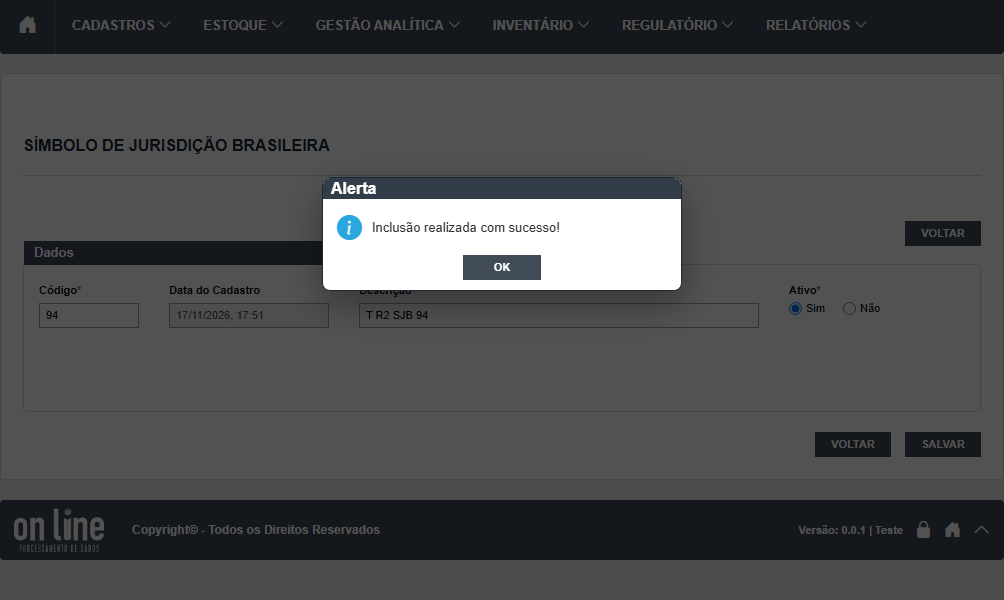 CADASTROS ESTOQUE GESTÃO ANALÍTICA INVENTÁRIO REGULATÓRIO RELATÓRIOS
SÍMBOLO DE JURISDIÇÃO BRASILEIRA
Alerta
i Inclusão realizada com sucesso!
OK
VOLTAR
Dados
Código* Data do Cadastro Descrição Ativo*
94 17/11/2026, 17:51 T R2 SJB 94 Sim Não
VOLTAR SALVAR
on line
PROCESSAMENTO DE DADOS
Copyright© - Todos os Direitos Reservados
Versão: 0.0.1 | Teste